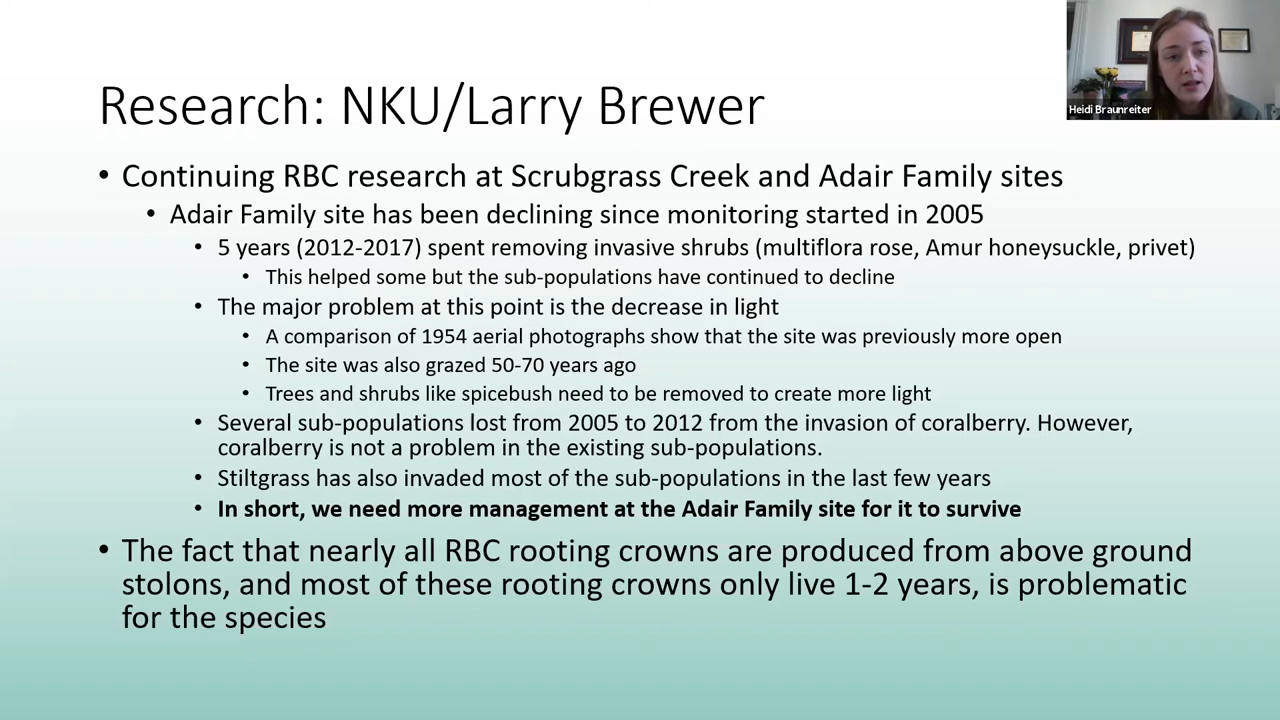 Research: NKU/Larry Brewer
Heidi Braunreiter
• Continuing RBC research at Scrubgrass Creek and Adair Family sites
• Adair Family site has been declining since monitoring started in 2005
• 5 years (2012-2017) spent removing invasive shrubs (multiflora rose, Amur honeysuckle, privet)
• This helped some but the sub-populations have continued to decline
• The major problem at this point is the decrease in light
• A comparison of 1954 aerial photographs show that the site was previously more open
• The site was also grazed 50-70 years ago
• Trees and shrubs like spicebush need to be removed to create more light
• Several sub-populations lost from 2005 to 2012 from the invasion of coralberry. However,
coralberry is not a problem in the existing sub-populations.
• Stiltgrass has also invaded most of the sub-populations in the last few years
• In short, we need more management at the Adair Family site for it to survive
• The fact that nearly all RBC rooting crowns are produced from above ground
stolons, and most of these rooting crowns only live 1-2 years, is problematic
for the species